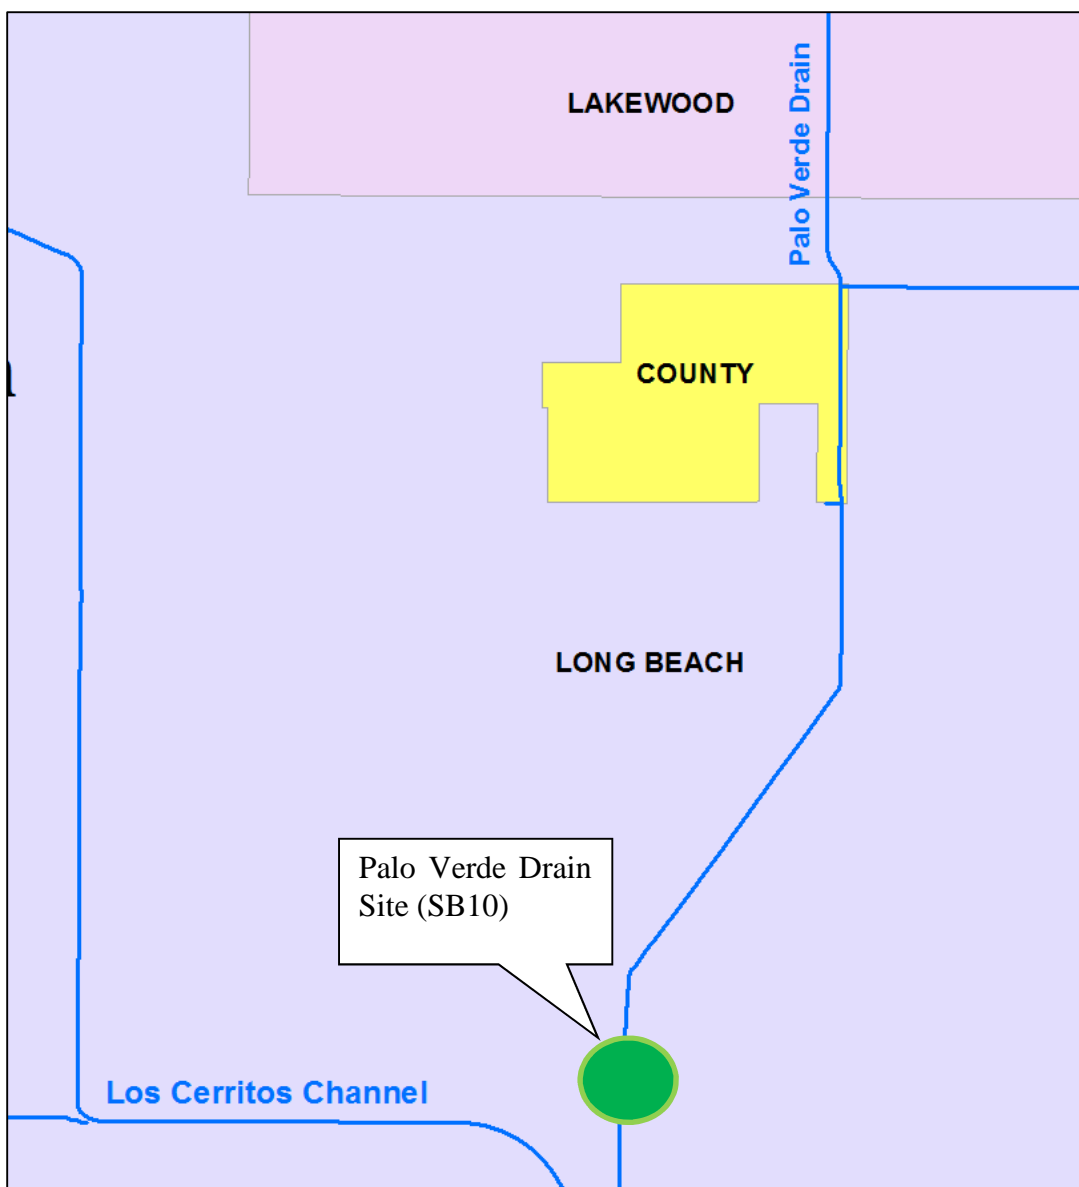 LAKEWOOD
Palo Verde Drain
COUNTY
LONG BEACH
Palo Verde Drain
Site (SB10)
Los Cerritos Channel